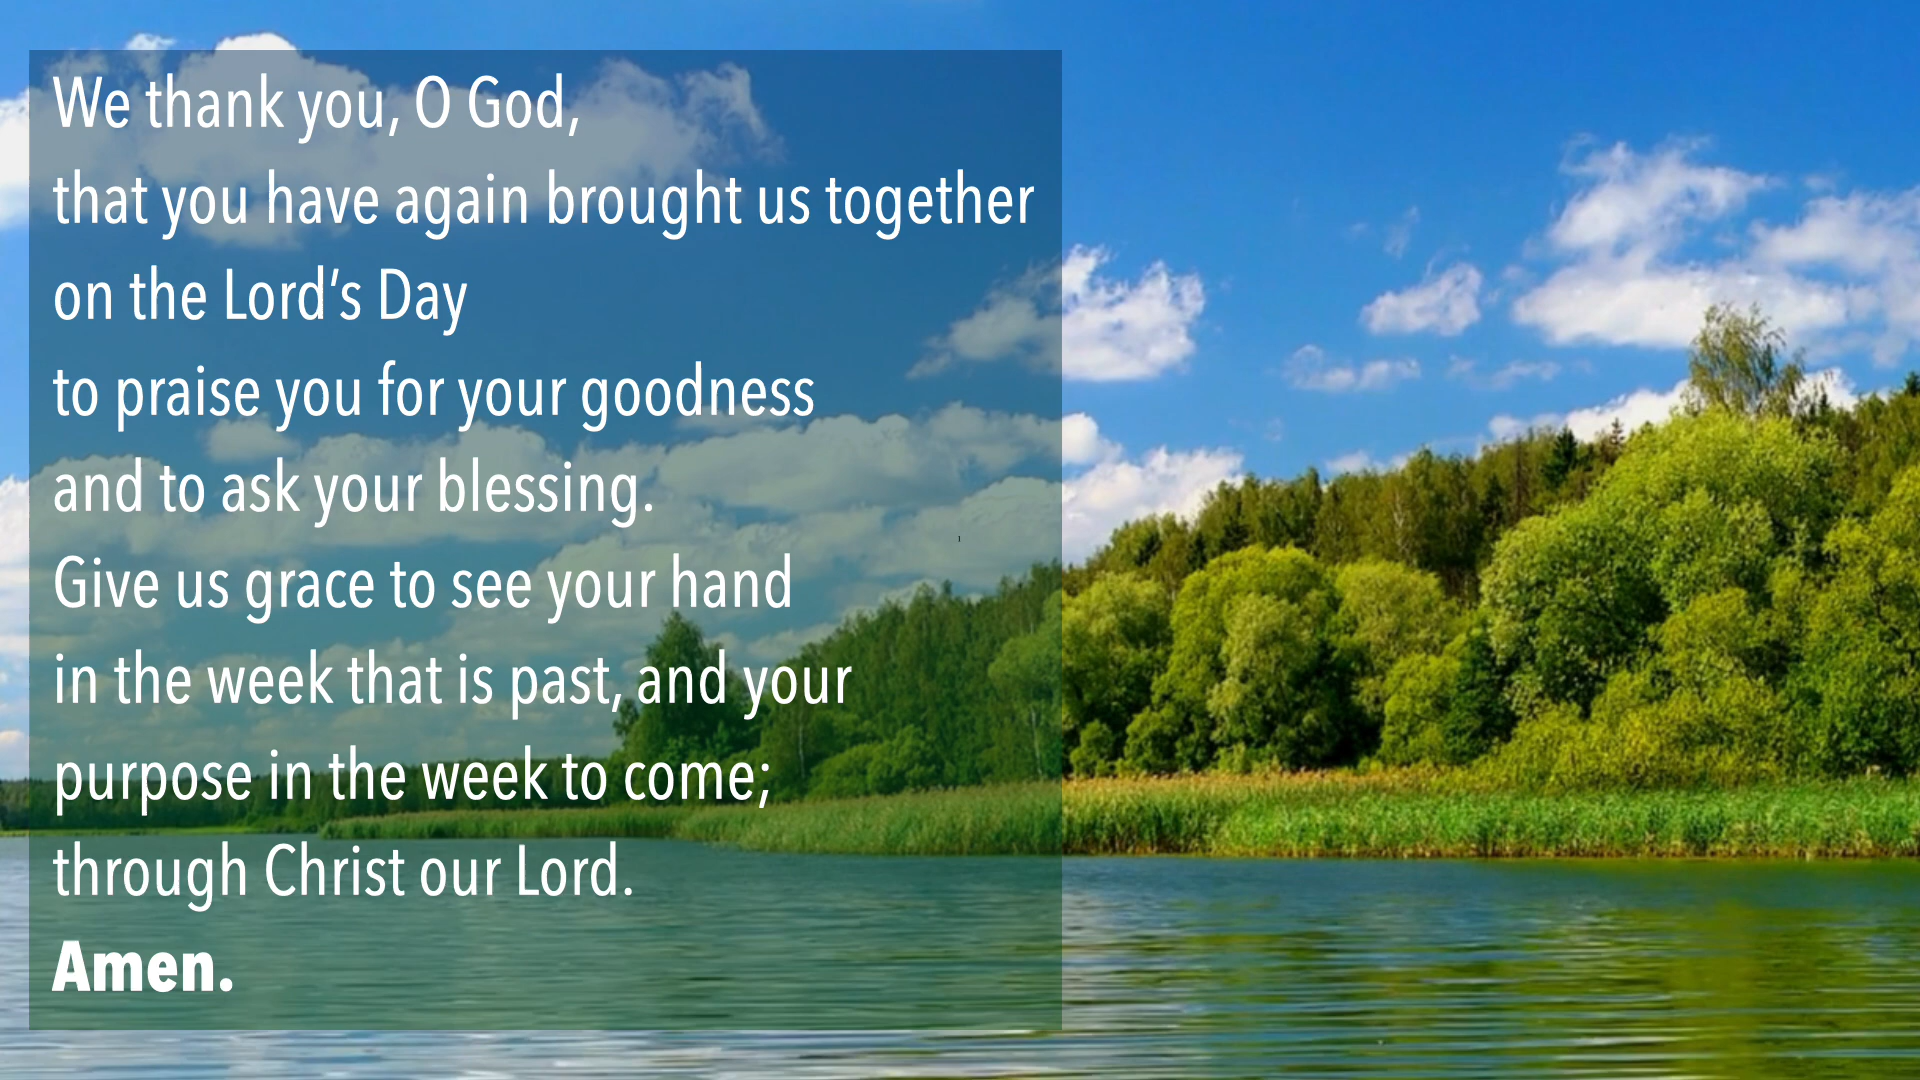 We thank you, O God,
that you have again brought us together
on the Lord's Day
to praise you for your goodness
and to ask your blessing.
Give us grace to see your hand
in the week that is past, and your
purpose in the week to come;
through Christ our Lord.
Amen.